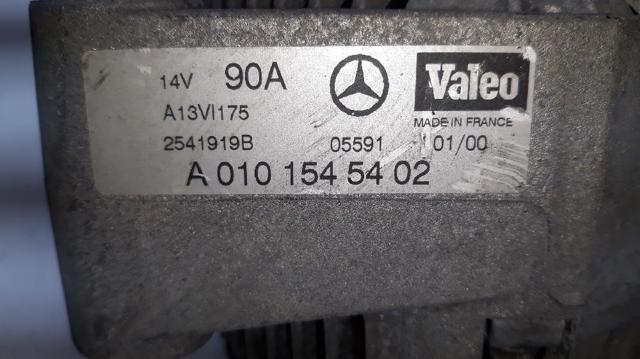 14V 90A Valeo
MADE IN FRANCE
A13VI175
2541919B 05591 01/00
A 010 154 54 02